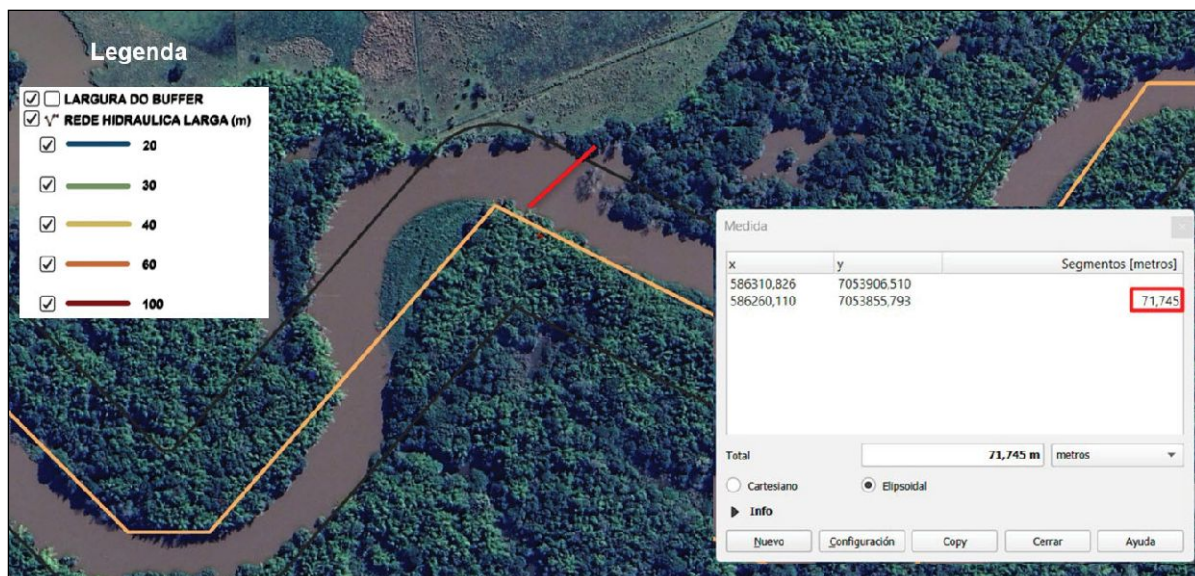 Legenda
LARGURA DO BUFFER
REDE HIDRAULICA LARGA (m)
20
30
40
60
100
Medida
x y Segmentos [metros]
586310,826 7053906,510
586260,110 7053855,793 71,745
Total 71,745 m metros
Cartesiano Elipsoidal
Info
Nuevo Configuración Copy Cerrar Ayuda